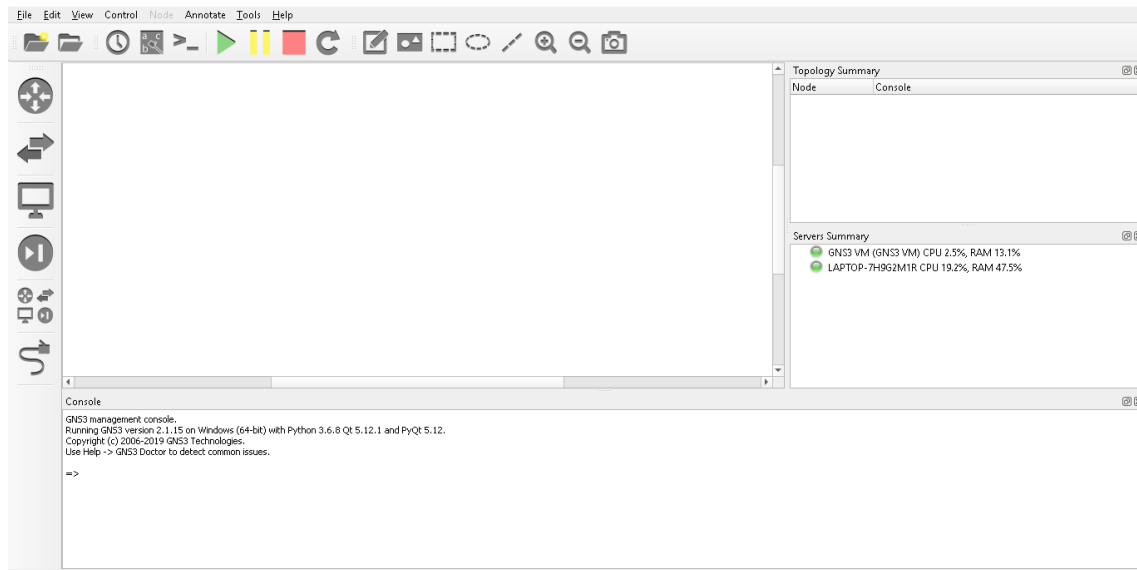 File Edit View Control Node Annotate Tools Help
Topology Summary
Node Console
Servers Summary
GNS3 VM (GNS3 VM) CPU 2.5%, RAM 13.1%
LAPTOP-7H9G2M1R CPU 19.2%, RAM 47.5%
Console
GNS3 management console.
Running GNS3 version 2.1.15 on Windows (64-bit) with Python 3.6.8 Qt 5.12.1 and PyQt 5.12.
Copyright (c) 2006-2019 GNS3 Technologies.
Use Help -> GNS3 Doctor to detect common issues.
=>